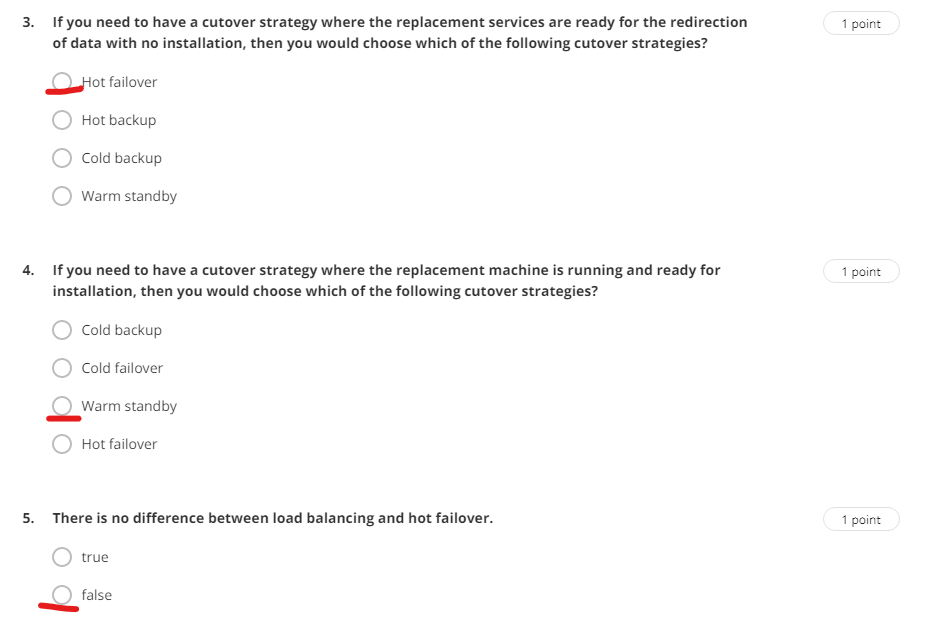 3. If you need to have a cutover strategy where the replacement services are ready for the redirection
1 point
of data with no installation, then you would choose which of the following cutover strategies?
Hot failover
Hot backup
Cold backup
Warm standby
4. If you need to have a cutover strategy where the replacement machine is running and ready for
1 point
installation, then you would choose which of the following cutover strategies?
Cold backup
Cold failover
Warm standby
Hot failover
5. There is no difference between load balancing and hot failover.
1 point
true
false